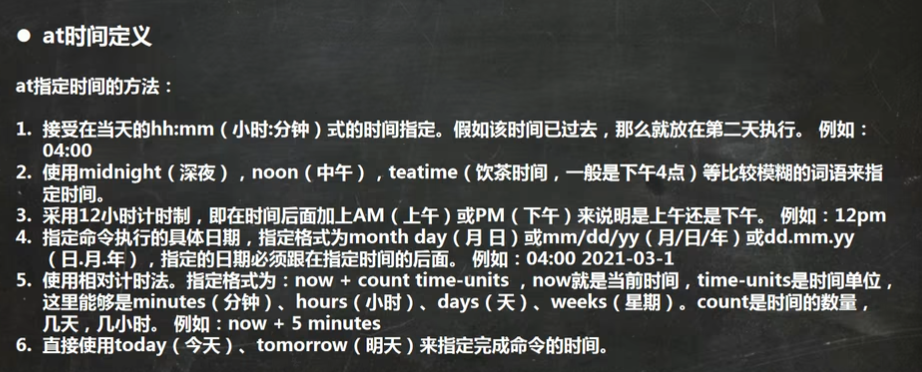 ● at时间定义
at指定时间的方法：
1. 接受在当天的hh:mm（小时:分钟）式的时间指定。假如该时间已过去，那么就放在第二天执行。 例如：
04:00
2. 使用midnight（深夜），noon（中午），teatime（饮茶时间，一般是下午4点）等比较模糊的词语来指
定时间。
3. 采用12小时计时制，即在时间后面加上AM（上午）或PM（下午）来说明是上午还是下午。 例如：12pm
4. 指定命令执行的具体日期，指定格式为month day（月 日）或mm/dd/yy（月/日/年）或dd.mm.yy
（日.月.年），指定的日期必须跟在指定时间的后面。 例如：04:00 2021-03-1
5. 使用相对计时法。指定格式为：now + count time-units ，now就是当前时间，time-units是时间单位，
这里能够是minutes（分钟）、hours（小时）、days（天）、weeks（星期）。count是时间的数量，
几天，几小时。 例如：now + 5 minutes
6. 直接使用today（今天）、tomorrow（明天）来指定完成命令的时间。